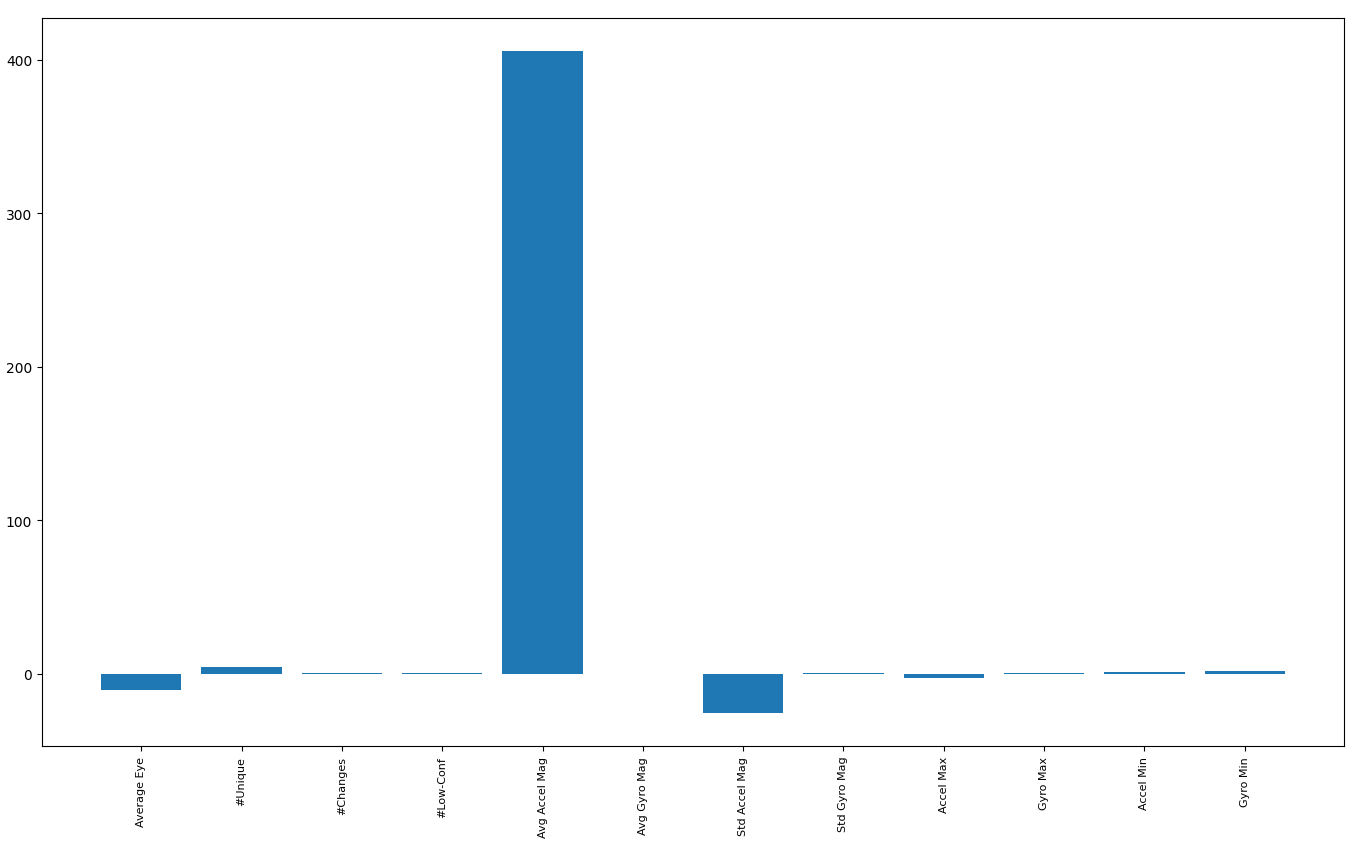 400
300
200
100
0
Average Eye
#Unique
#Changes
#Low-Conf
Avg Accel Mag
Avg Gyro Mag
Std Accel Mag
Std Gyro Mag
Accel Max
Gyro Max
Accel Min
Gyro Min